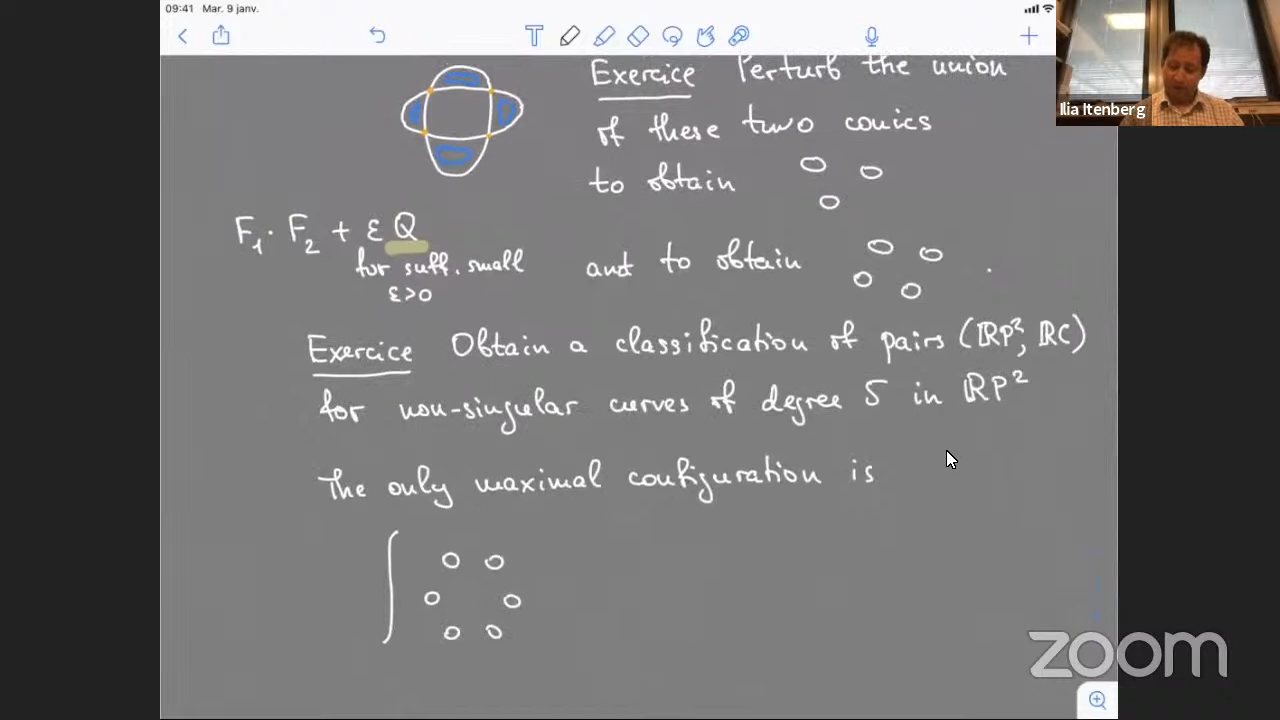 09:41 Mar. 9 janv.
Ilia Itenberg
Exercice Perturb the union
of these two conics
to obtain
F1 · F2 + ε Q
for suff. small
ε>0
and to obtain .
Exercice Obtain a classification of pairs (ℝP², ℝC)
for non-singular curves of degree 5 in ℝP²
The only maximal configuration is
zoom